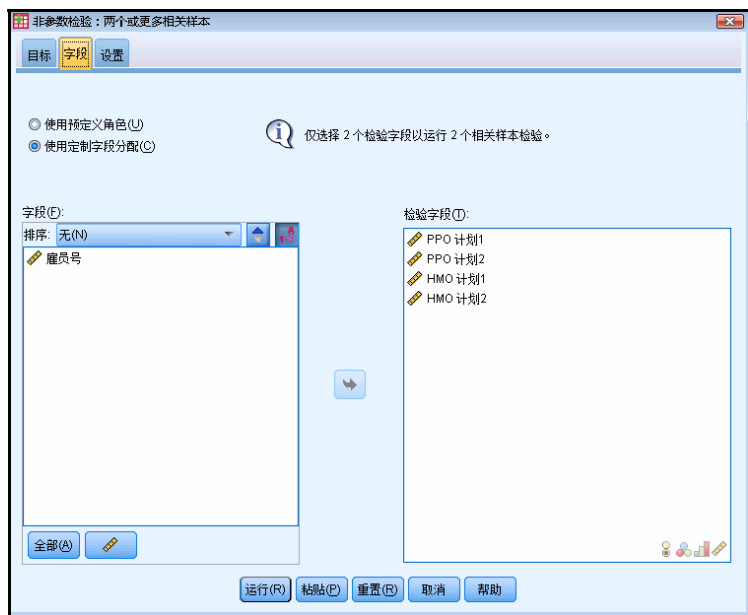 非参数检验：两个或更多相关样本
目标 字段 设置
使用预定义角色(U)
使用定制字段分配(C)
仅选择 2 个检验字段以运行 2 个相关样本检验。
字段(F):
排序: 无(N)
雇员号
检验字段(T):
PPO 计划1
PPO 计划2
HMO 计划1
HMO 计划2
全部(A)
运行(R) 粘贴(P) 重置(R) 取消 帮助